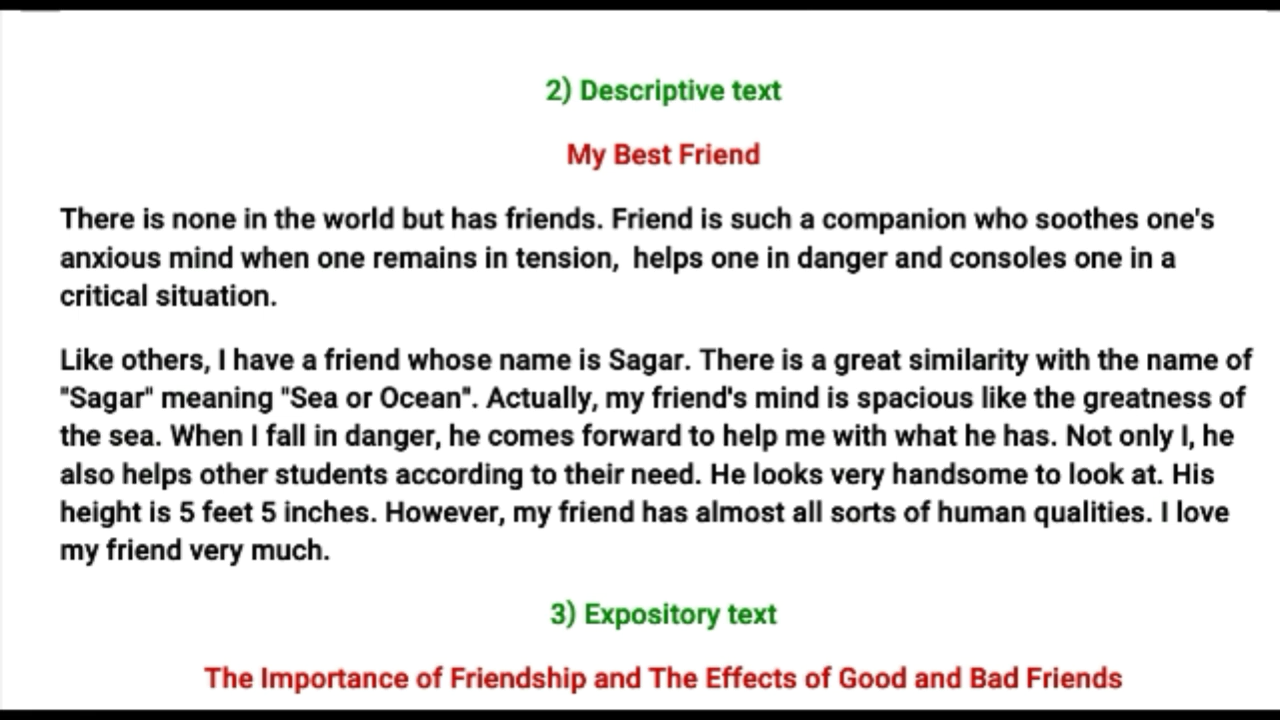 2) Descriptive text
My Best Friend
There is none in the world but has friends. Friend is such a companion who soothes one's
anxious mind when one remains in tension,  helps one in danger and consoles one in a
critical situation.
Like others, I have a friend whose name is Sagar. There is a great similarity with the name of
"Sagar" meaning "Sea or Ocean". Actually, my friend's mind is spacious like the greatness of
the sea. When I fall in danger, he comes forward to help me with what he has. Not only I, he
also helps other students according to their need. He looks very handsome to look at. His
height is 5 feet 5 inches. However, my friend has almost all sorts of human qualities. I love
my friend very much.
3) Expository text
The Importance of Friendship and The Effects of Good and Bad Friends